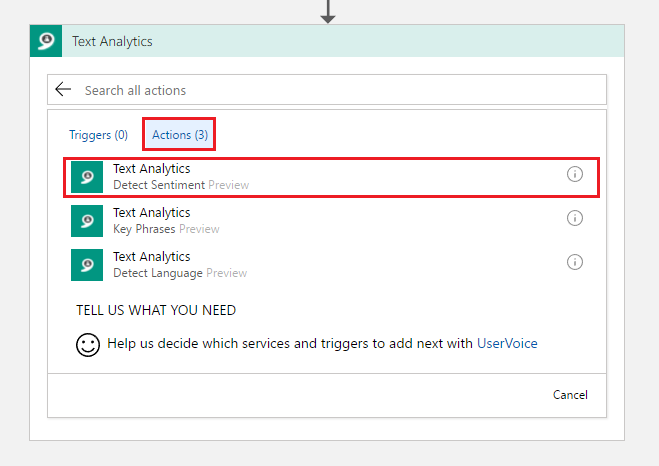 Text Analytics
Search all actions
Triggers (0) Actions (3)
Text Analytics
Detect Sentiment Preview
Text Analytics
Key Phrases Preview
Text Analytics
Detect Language Preview
TELL US WHAT YOU NEED
Help us decide which services and triggers to add next with UserVoice
Cancel